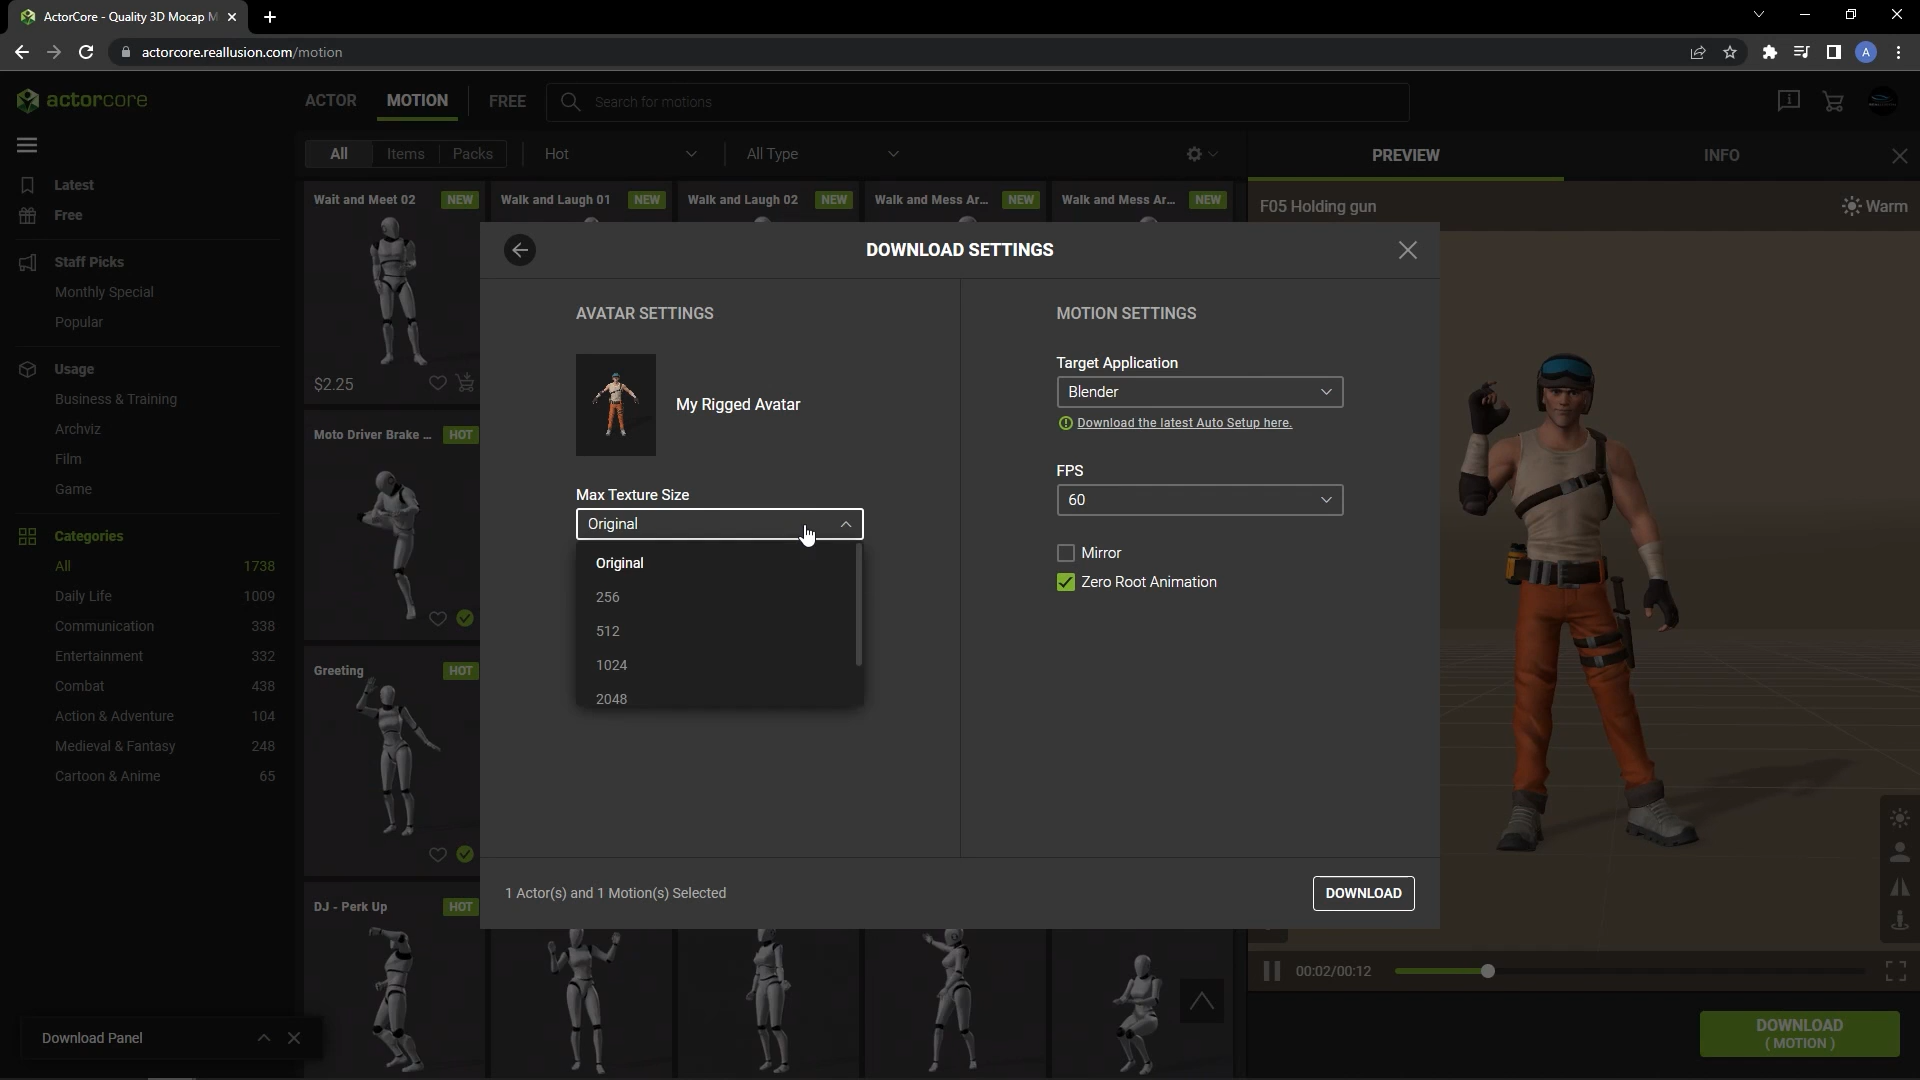 ActorCore - Quality 3D Mocap M
actorcore.reallusion.com/motion
actorcore
ACTOR
MOTION
FREE
Search for motions
A
All
Items
Packs
Hot
All Type
PREVIEW
INFO
Latest
Free
Staff Picks
Monthly Special
Popular
Usage
Business & Training
Archviz
Film
Game
Categories
All 1738
Daily Life 1009
Communication 338
Entertainment 332
Combat 438
Action & Adventure 104
Medieval & Fantasy 248
Cartoon & Anime 65
Wait and Meet 02 NEW
Walk and Laugh 01 NEW
Walk and Laugh 02 NEW
Walk and Mess Ar... NEW
Walk and Mess Ar... NEW
$2.25
Moto Driver Brake ... HOT
Greeting HOT
DJ - Perk Up HOT
F05 Holding gun
Warm
DOWNLOAD SETTINGS
AVATAR SETTINGS
My Rigged Avatar
Max Texture Size
Original
Original
256
512
1024
2048
MOTION SETTINGS
Target Application
Blender
Download the latest Auto Setup here.
FPS
60
Mirror
Zero Root Animation
1 Actor(s) and 1 Motion(s) Selected
DOWNLOAD
00:02/00:12
Download Panel
DOWNLOAD
( MOTION )